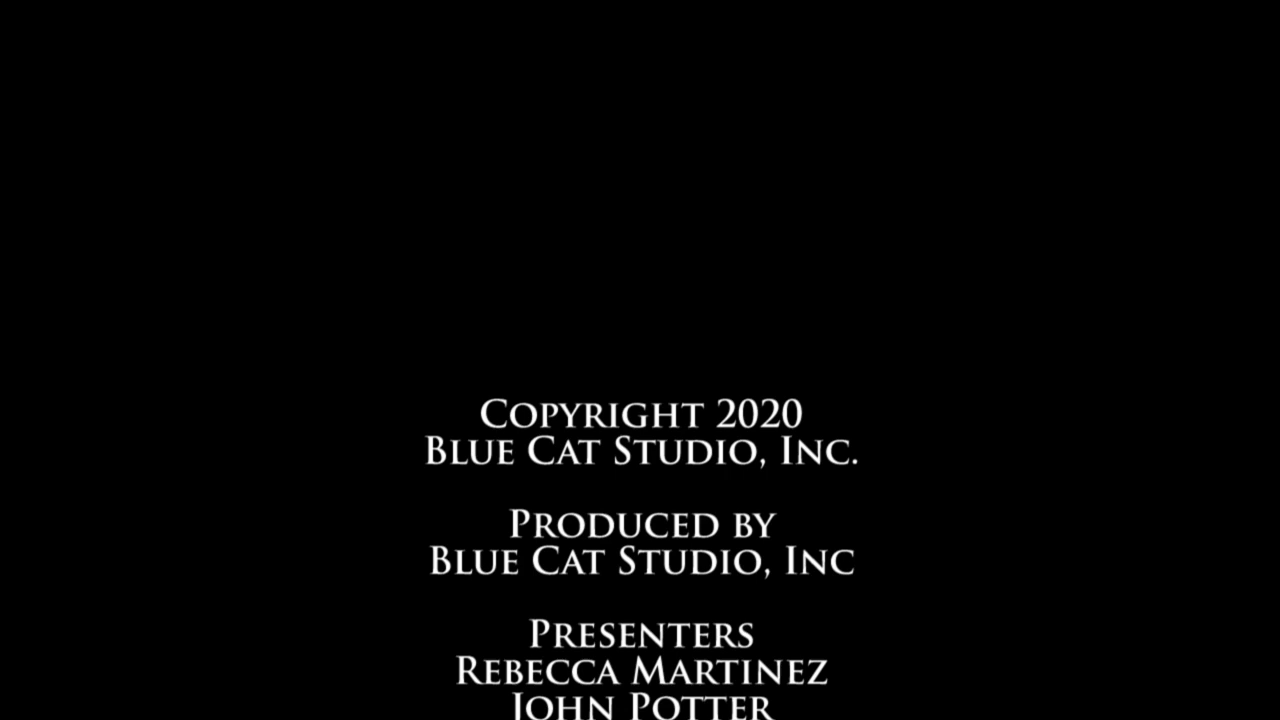 Copyright 2020
Blue Cat Studio, Inc.
Produced by
Blue Cat Studio, Inc
Presenters
Rebecca Martinez
John Potter